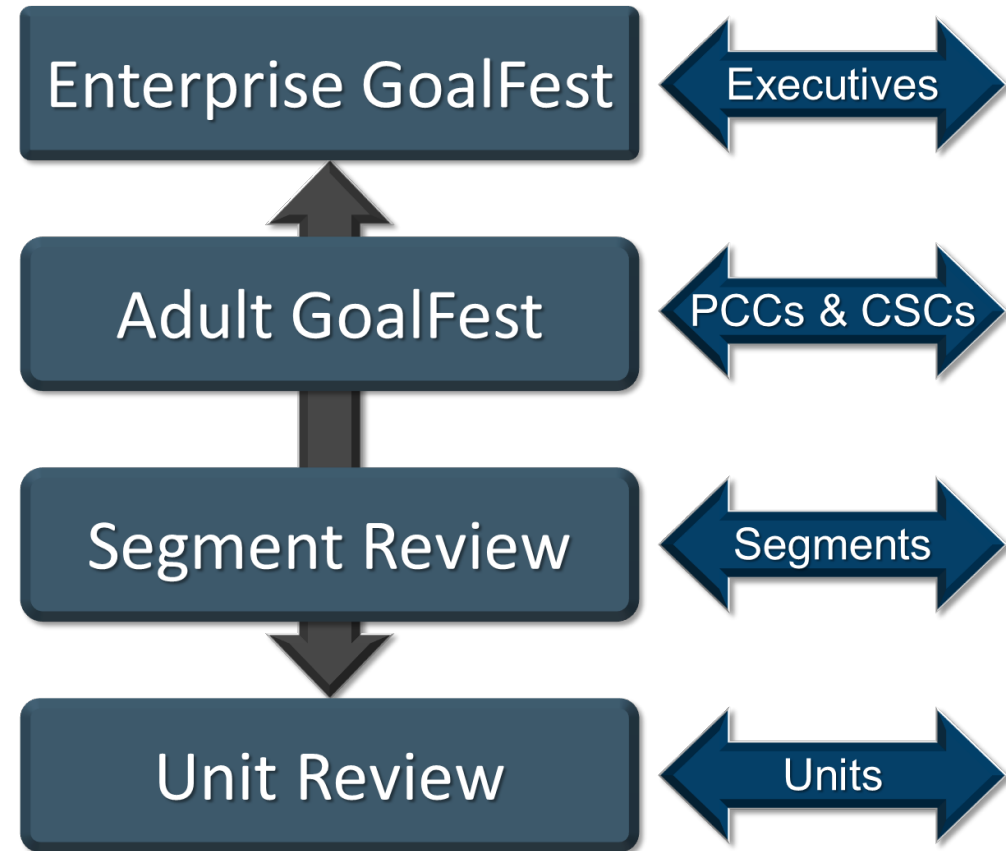 Enterprise GoalFest
Executives
Adult GoalFest
PCCs & CSCs
Segment Review
Segments
Unit Review
Units